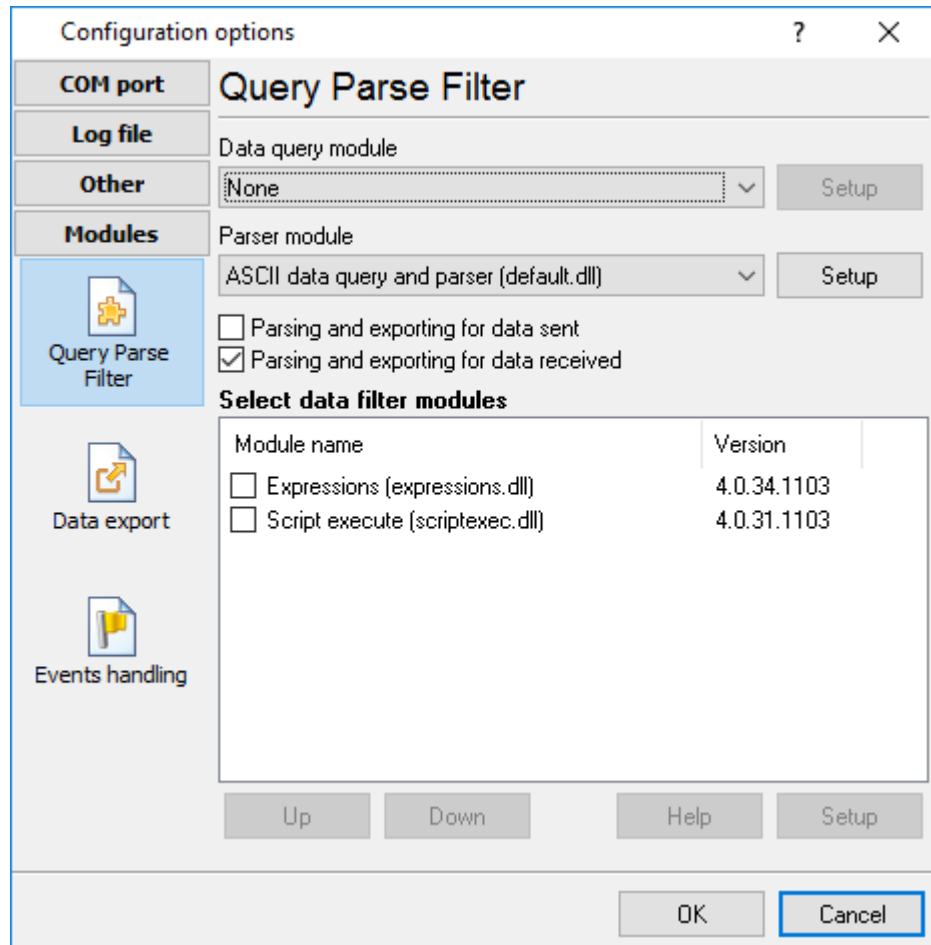 Configuration options
?
COM port
Log file
Other
Modules
Query Parse
Filter
Data export
Events handling
Query Parse Filter
Data query module
None
Setup
Parser module
ASCII data query and parser (default.dll)
Setup
Parsing and exporting for data sent
Parsing and exporting for data received
Select data filter modules
Module name Version
Expressions (expressions.dll) 4.0.34.1103
Script execute (scriptexec.dll) 4.0.31.1103
Up Down Help Setup
OK Cancel